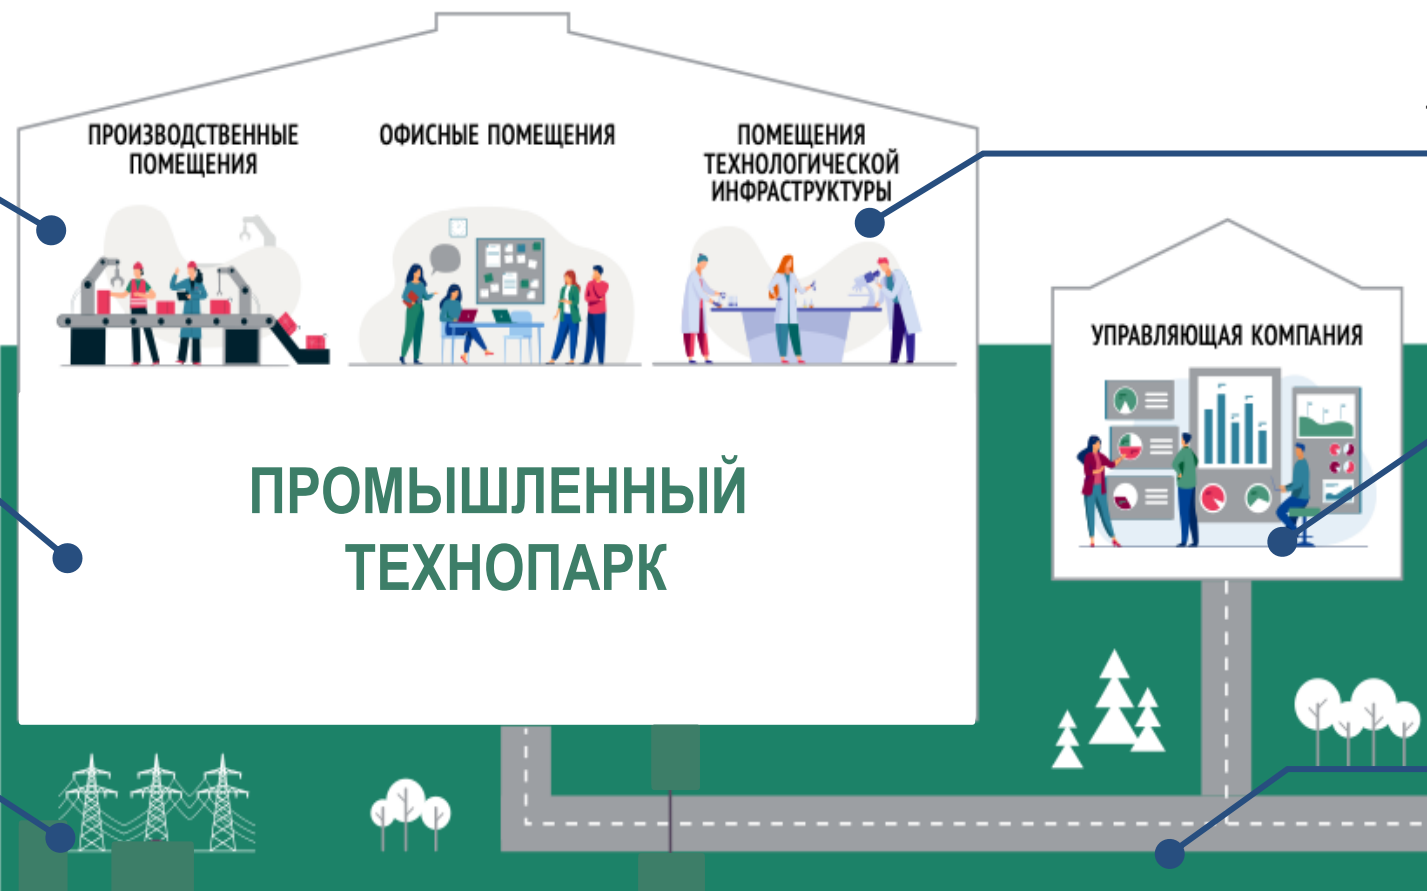 ПРОИЗВОДСТВЕННЫЕ
ПОМЕЩЕНИЯ
ОФИСНЫЕ ПОМЕЩЕНИЯ
ПОМЕЩЕНИЯ
ТЕХНОЛОГИЧЕСКОЙ
ИНФРАСТРУКТУРЫ
УПРАВЛЯЮЩАЯ КОМПАНИЯ
ПРОМЫШЛЕННЫЙ
ТЕХНОПАРК